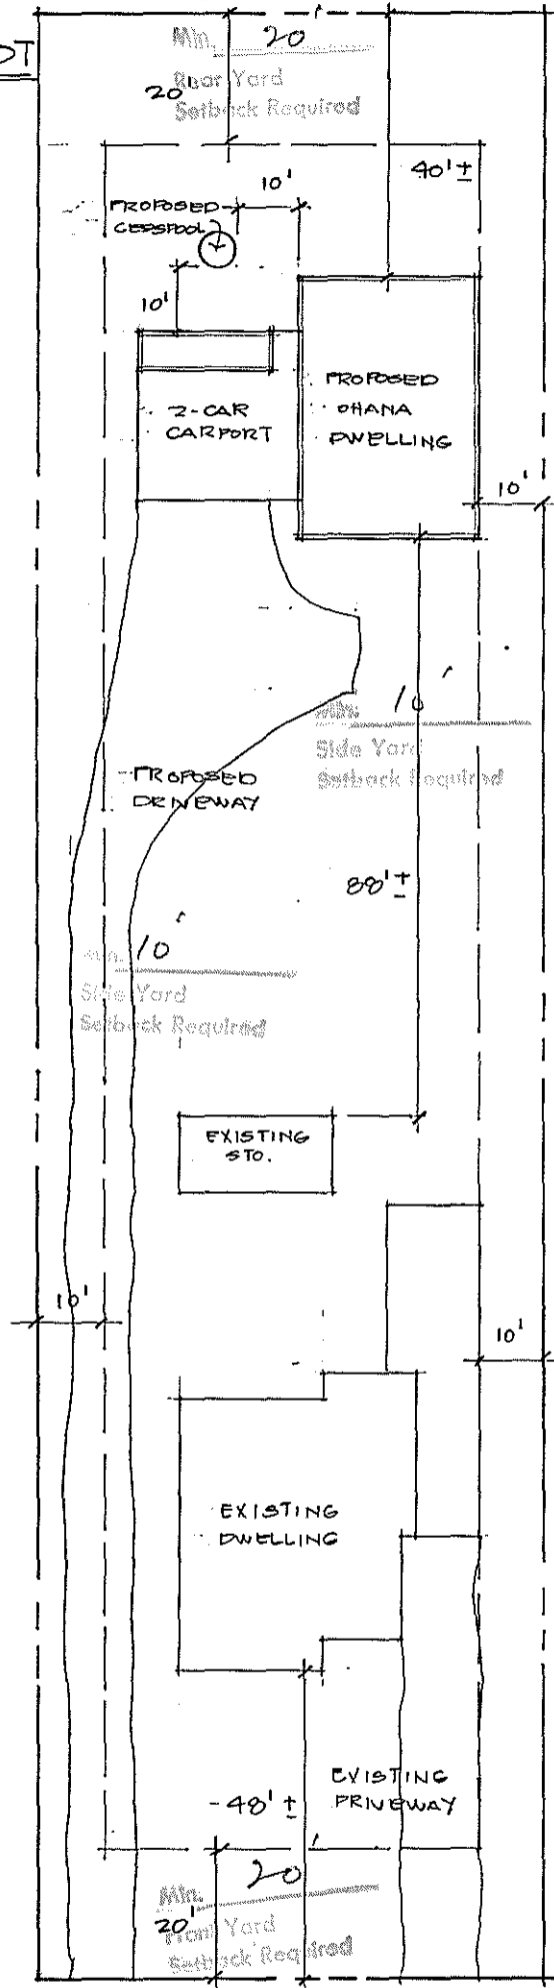 OT
Min. 20'
Rear Yard
Setback Required
20'
40'±
10'
PROPOSED
CESSPOOL
10'
PROPOSED
OHANA
DWELLING
2-CAR
CARPORT
10'
Min. 10'
Side Yard
Setback Required
PROPOSED
DRIVEWAY
88'±
Min. 10'
Side Yard
Setback Required
EXISTING
STO.
10'
10'
EXISTING
DWELLING
EXISTING
DRIVEWAY
48'±
Min. 20'
20'
Front Yard
Setback Required